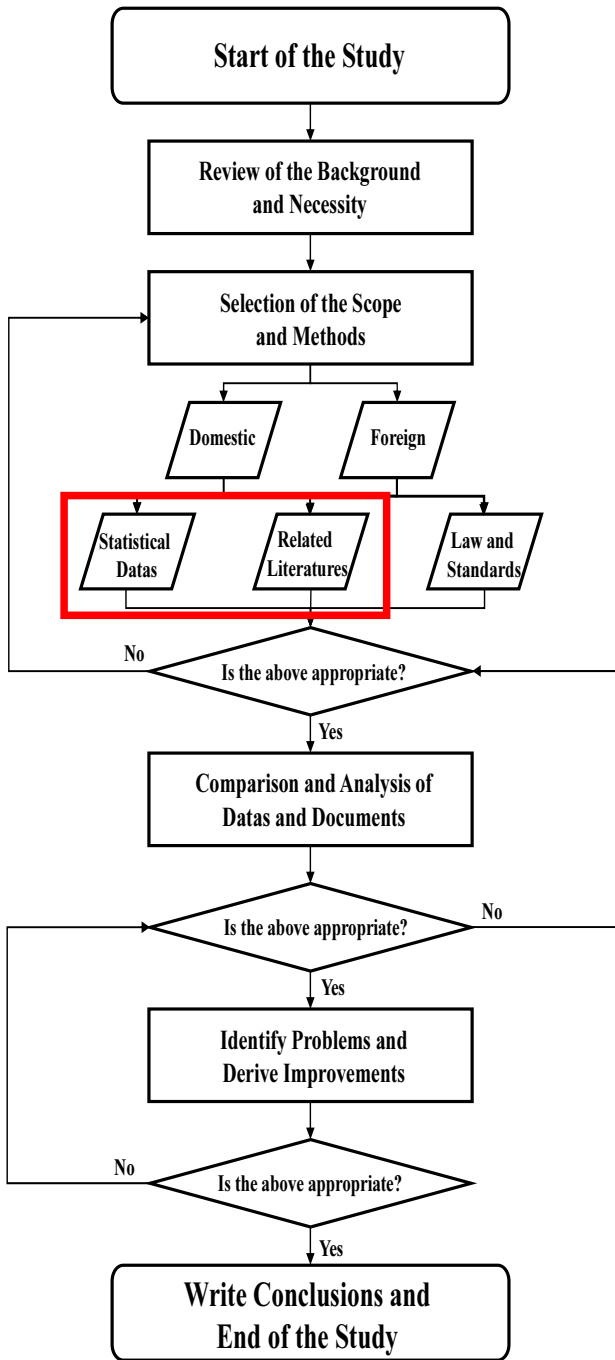 Start of the Study
Review of the Background
and Necessity
Selection of the Scope
and Methods
Domestic
Foreign
Statistical
Datas
Related
Literatures
Law and
Standards
No
Is the above appropriate?
Yes
Comparison and Analysis of
Datas and Documents
Is the above appropriate?
No
Yes
Identify Problems and
Derive Improvements
No
Is the above appropriate?
Yes
Write Conclusions and
End of the Study